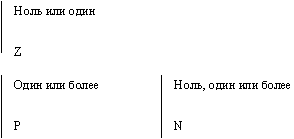 Ноль или один
Z
Один или более
Ноль, один или более
P
N